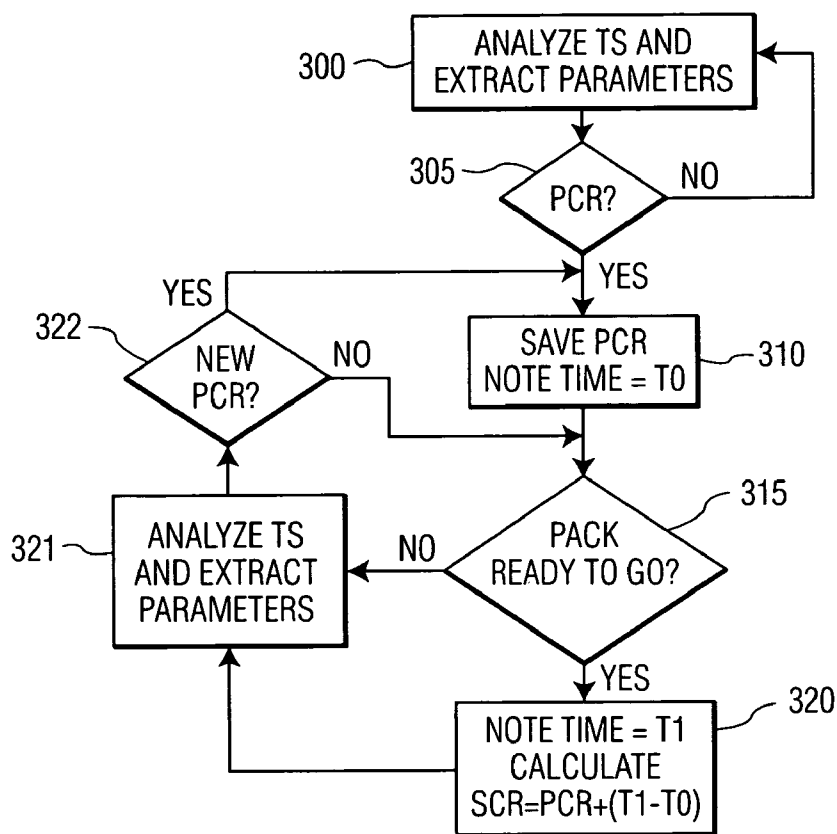 300
ANALYZE TS AND
EXTRACT PARAMETERS
305
PCR?
NO
YES
YES
322
NEW
PCR?
NO
SAVE PCR
NOTE TIME = T0
310
315
PACK
READY TO GO?
NO
321
ANALYZE TS
AND EXTRACT
PARAMETERS
YES
320
NOTE TIME = T1
CALCULATE
SCR=PCR+(T1-T0)